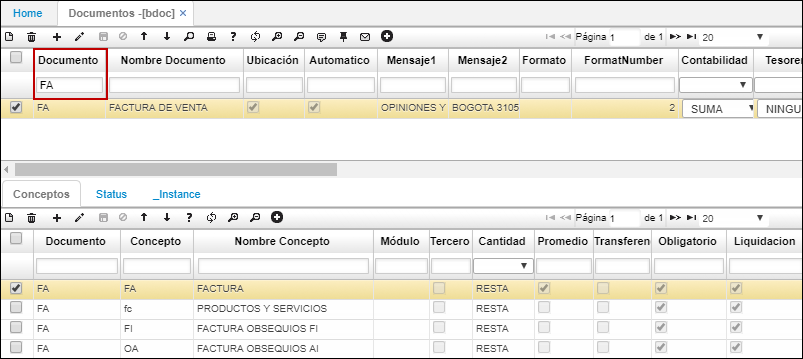 Home Documentos -[bdoc] ×
Página 1 de 1 20
Documento Nombre Documento Ubicación Automatico Mensaje1 Mensaje2 Formato FormatNumber Contabilidad Tesorer
FA
FA FACTURA DE VENTA OPINIONES Y BOGOTA 3105 2 SUMA NINGU
Conceptos Status _Instance
Página 1 de 1 20
Documento Concepto Nombre Concepto Módulo Tercero Cantidad Promedio Transferen Obligatorio Liquidacion
FA FA FACTURA RESTA
FA fc PRODUCTOS Y SERVICIOS RESTA
FA FI FACTURA OBSEQUIOS FI RESTA
FA OA FACTURA OBSEQUIOS AI RESTA